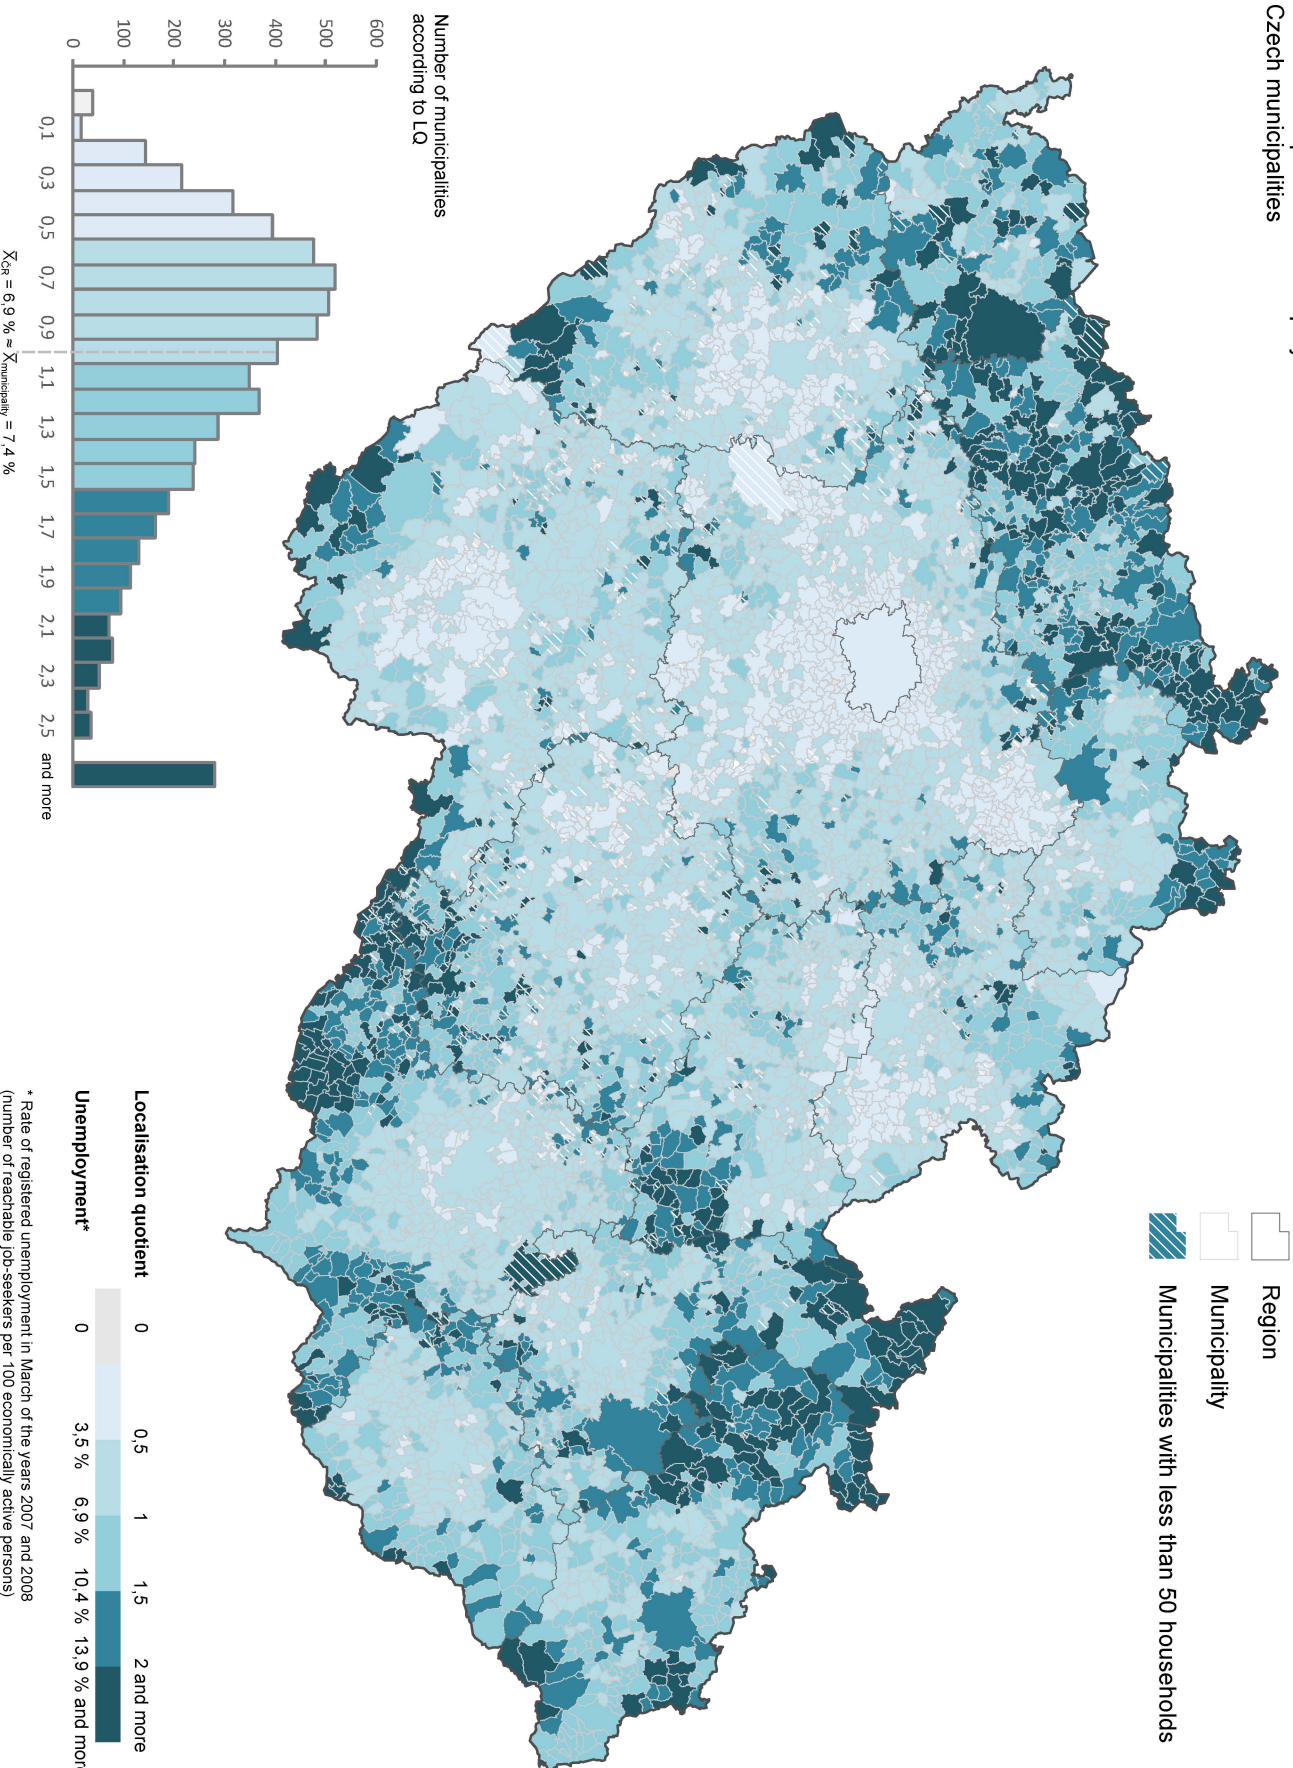 Czech municipalities
Region
Municipality
Municipalities with less than 50 households
Number of municipalities
according to LQ
600
500
400
300
200
100
0
0,1
0,3
0,5
0,7
0,9
1,1
1,3
1,5
1,7
1,9
2,1
2,3
2,5
and more
X̅ČR = 6,9 % ≈ X̅municipality = 7,4 %
Localisation quotient
0
0,5
1
1,5
2 and more
Unemployment*
0
3,5 %
6,9 %
10,4 %
13,9 % and mor
* Rate of registered unemployment in March of the years 2007 and 2008
(number of reachable job-seekers per 100 economically active persons)